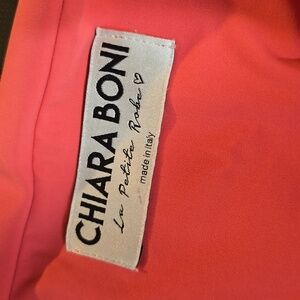 CHIARA BONI
La Petite Robe ♡
made in italy